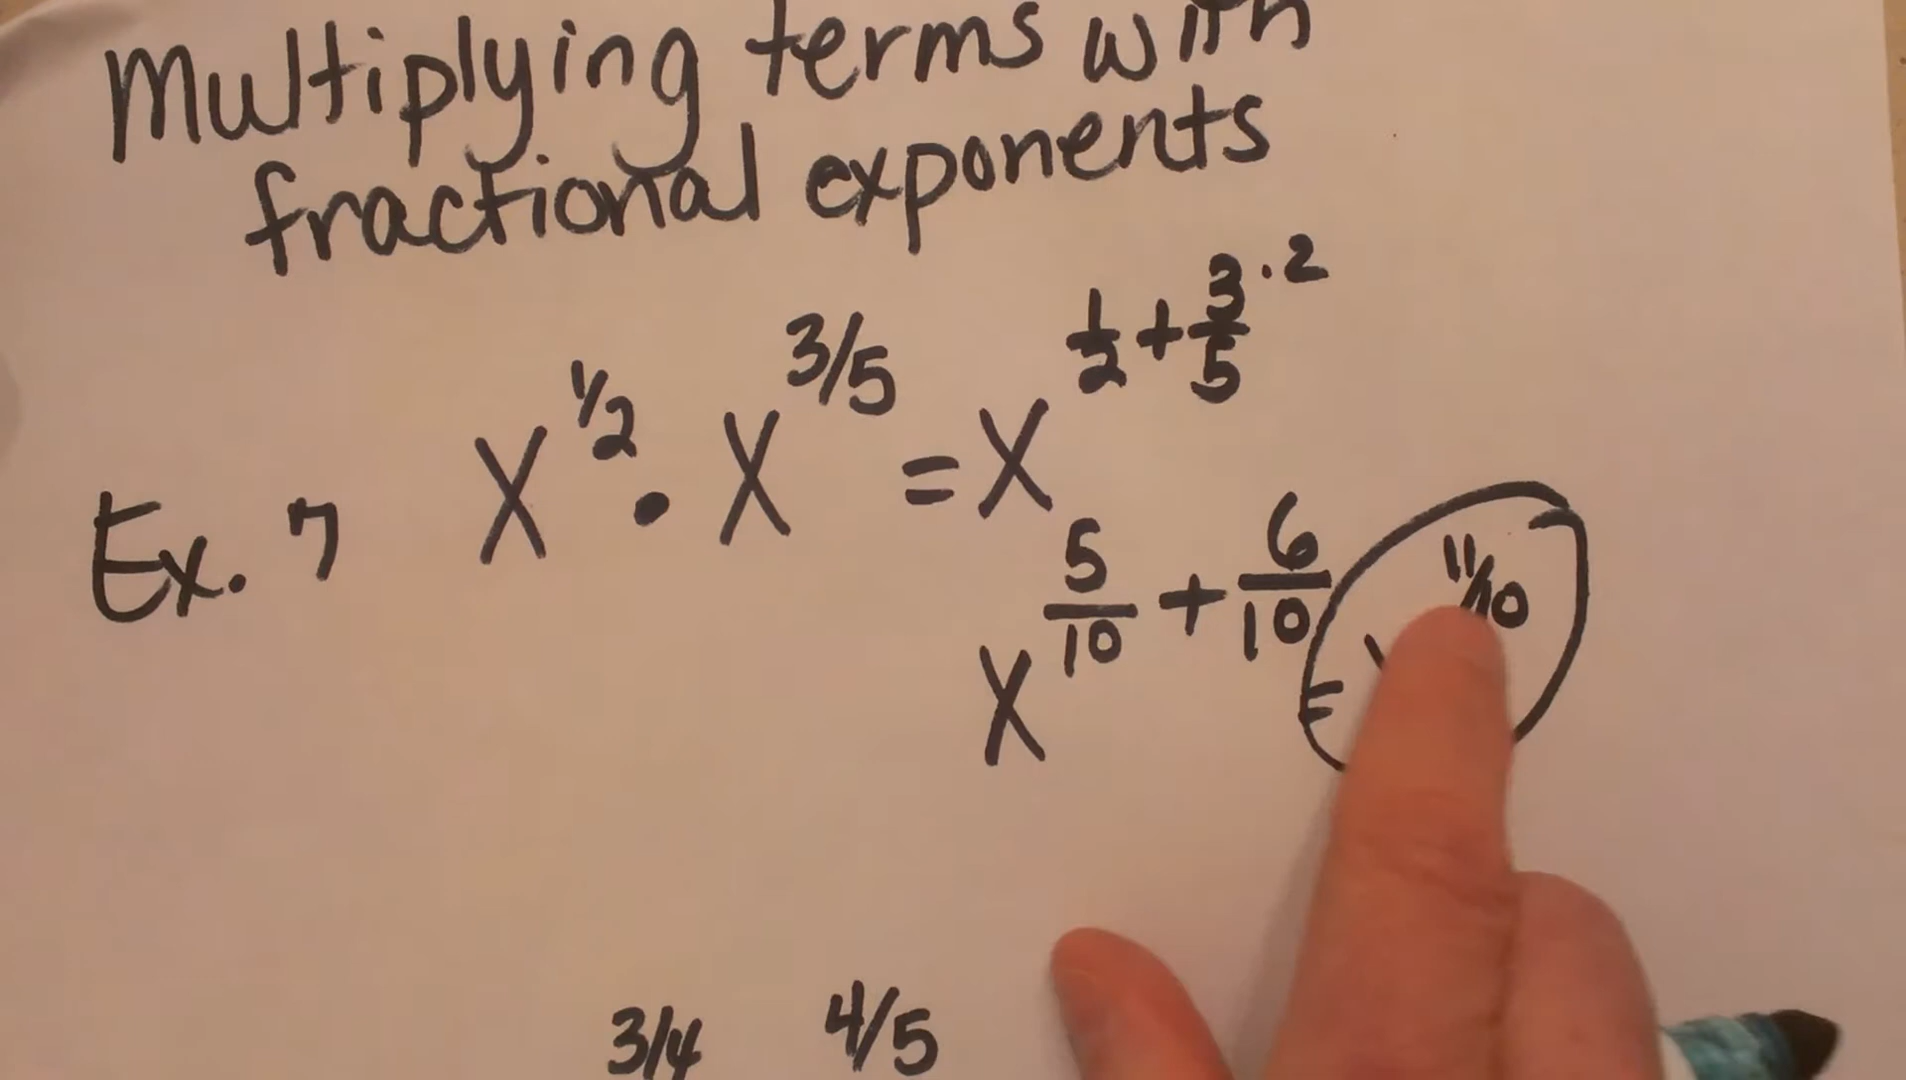 Multiplying terms with
fractional exponents
Ex. 7 x^1/2 · x^3/5 = x^1/2 + 3/5 · 2
x^5/10 + 6/10 = 11/10
3/4 4/5